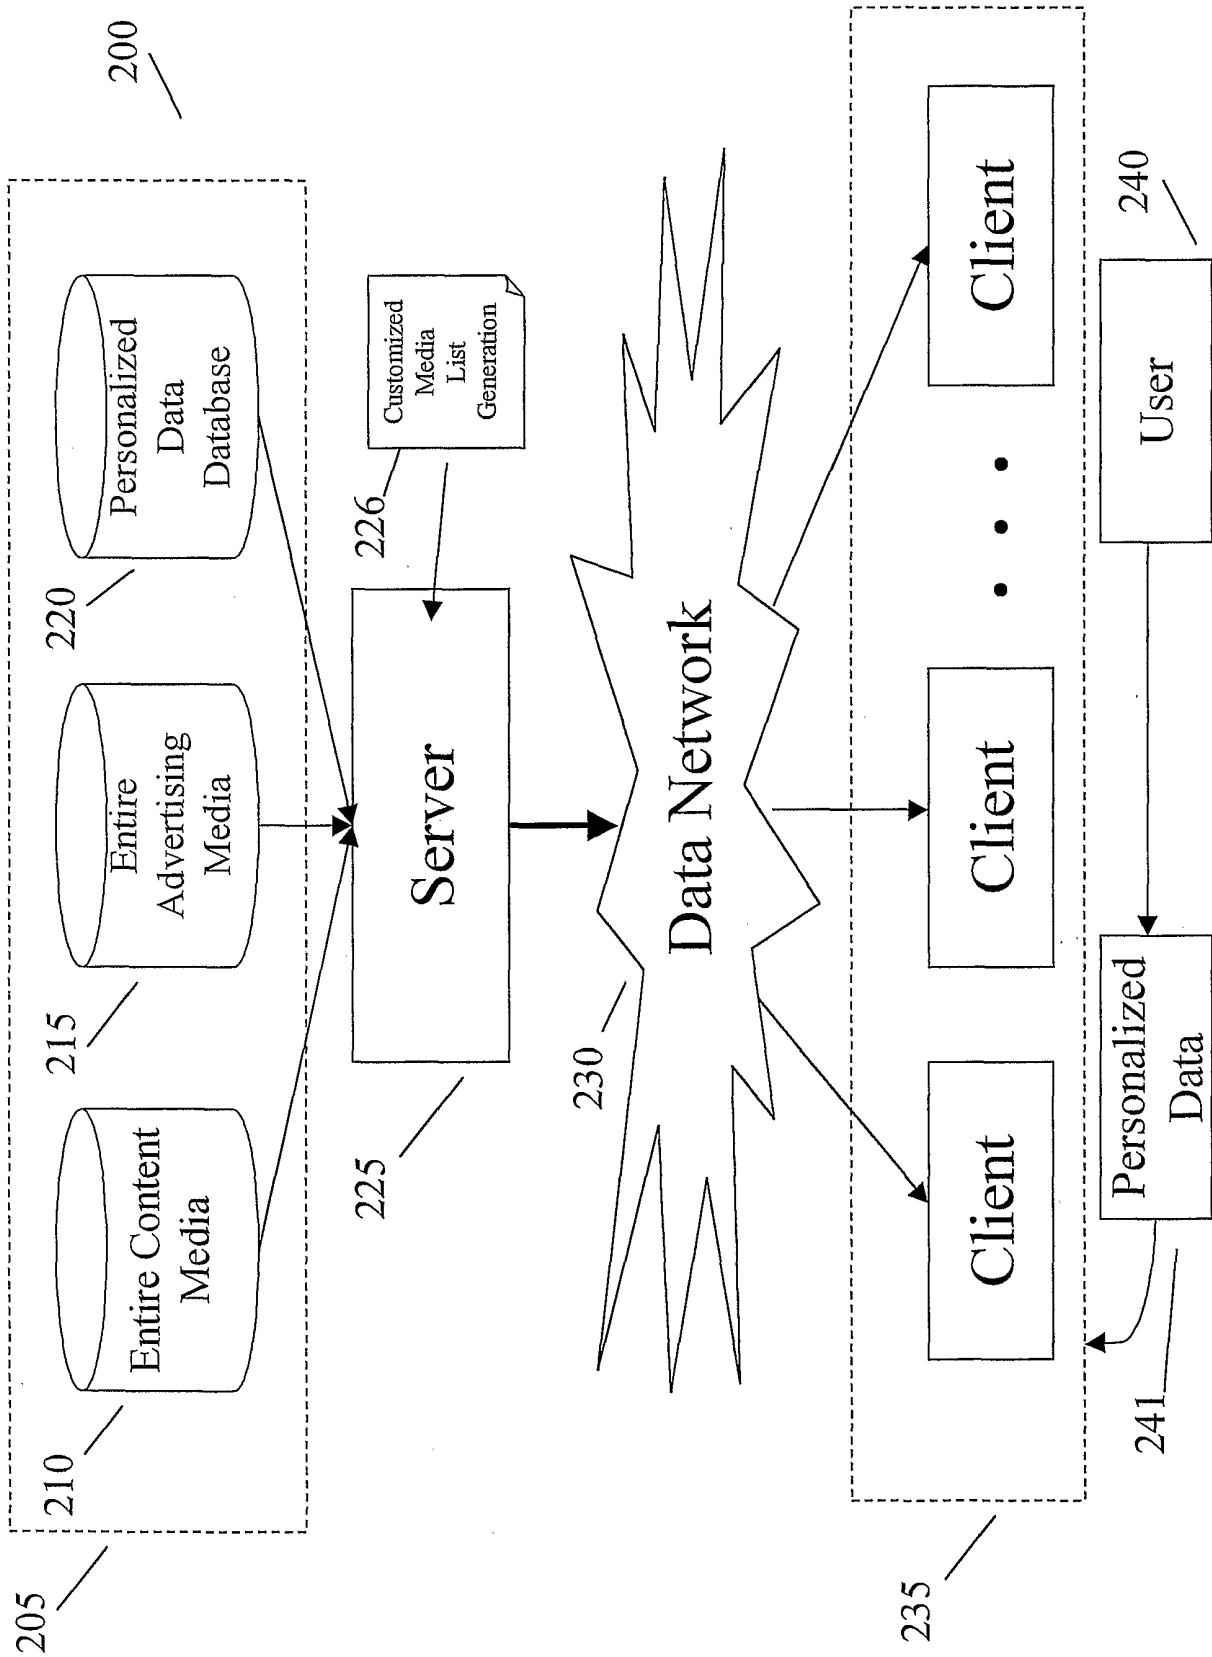 200
205
210
Entire Content
Media
215
Entire
Advertising
Media
220
Personalized
Data
Database
225
Server
226
Customized
Media
List
Generation
230
Data Network
235
Client
Client
Client
241
Personalized
Data
User
240